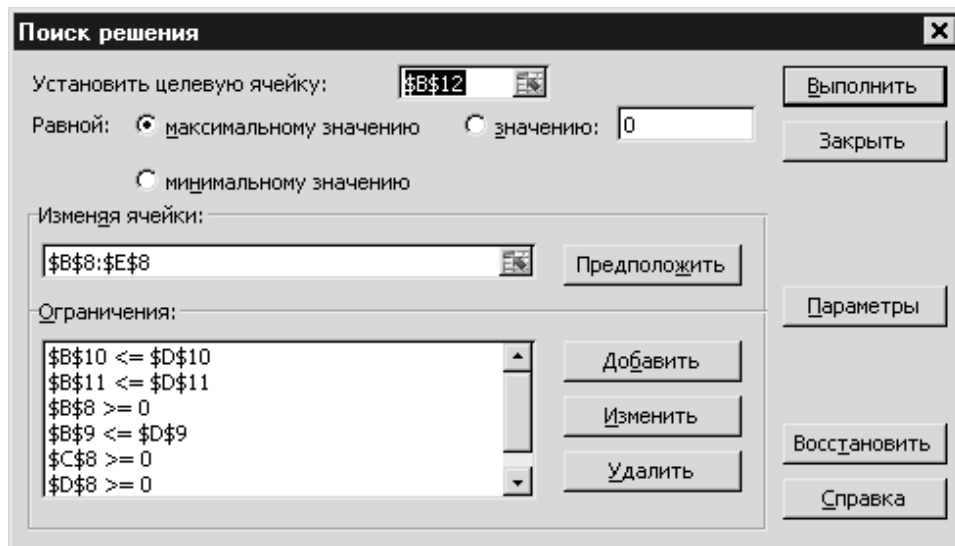 Поиск решения
Установить целевую ячейку: $B$12 Выполнить
Равной: максимальному значению значению: 0 Закрыть
минимальному значению
Изменяя ячейки:
$B$8:$E$8 Предположить
Параметры
Ограничения:
$B$10 <= $D$10 Добавить
$B$11 <= $D$11
$B$8 >= 0 Изменить
$B$9 <= $D$9 Восстановить
$C$8 >= 0 Удалить
$D$8 >= 0 Справка